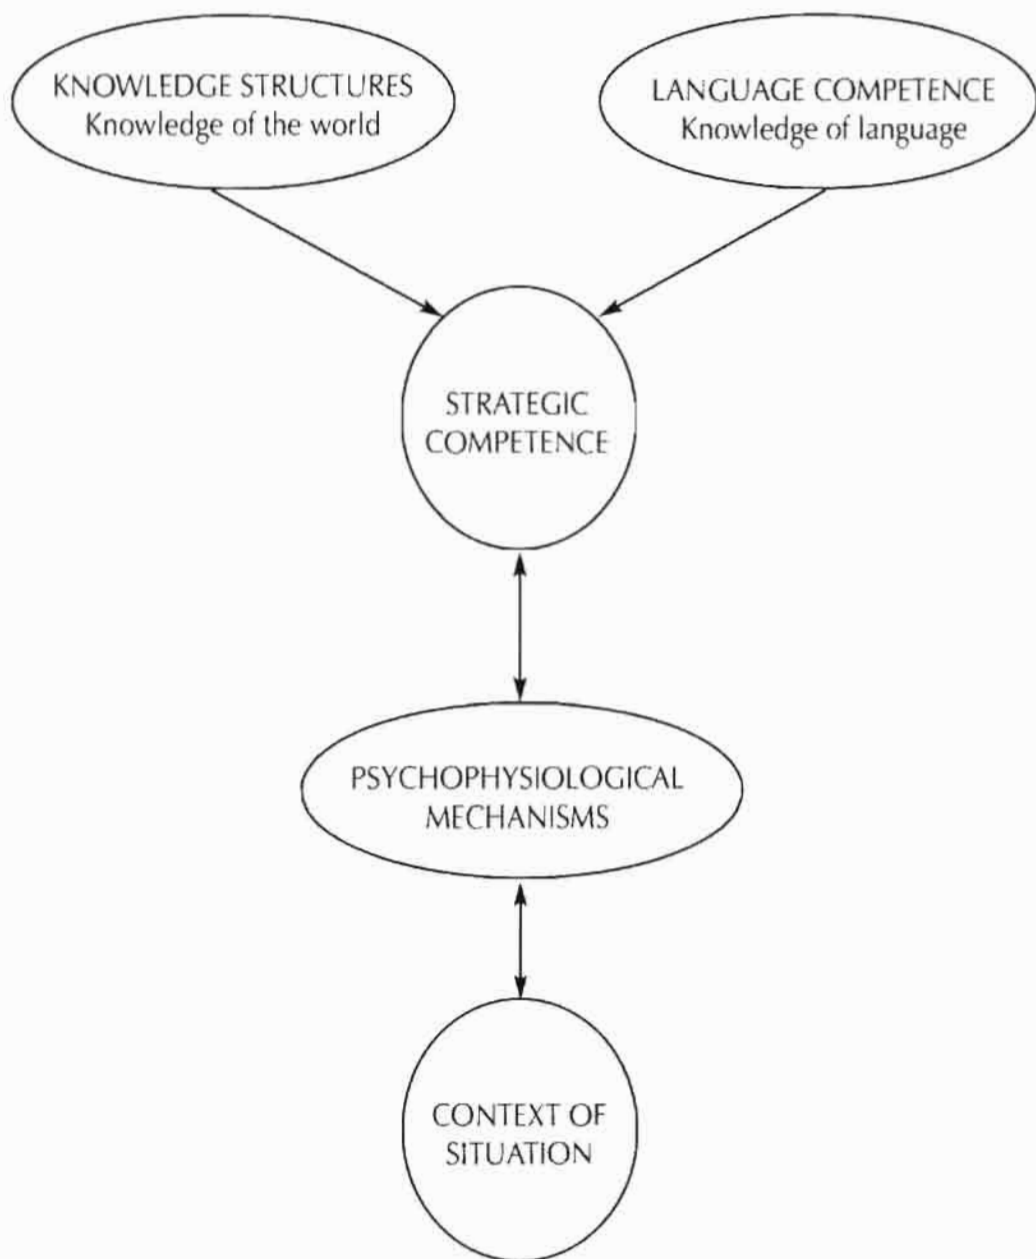 KNOWLEDGE STRUCTURES
Knowledge of the world
LANGUAGE COMPETENCE
Knowledge of language
STRATEGIC
COMPETENCE
PSYCHOPHYSIOLOGICAL
MECHANISMS
CONTEXT OF
SITUATION